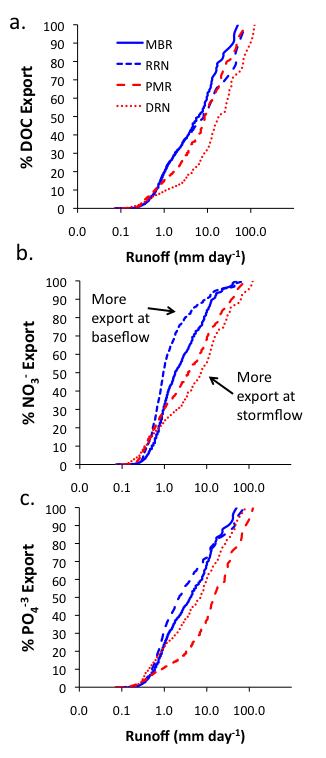 a.
100
90
80
70
60
50
40
30
20
10
0
% DOC Export
MBR
RRN
PMR
DRN
0.0 0.1 1.0 10.0 100.0
Runoff (mm day⁻¹)
b.
100
90
80
70
60
50
40
30
20
10
0
% NO₃⁻ Export
More
export at
baseflow
More
export at
stormflow
0.0 0.1 1.0 10.0 100.0
c.
100
90
80
70
60
50
40
30
20
10
0
% PO₄⁻³ Export
0.0 0.1 1.0 10.0 100.0
Runoff (mm day⁻¹)